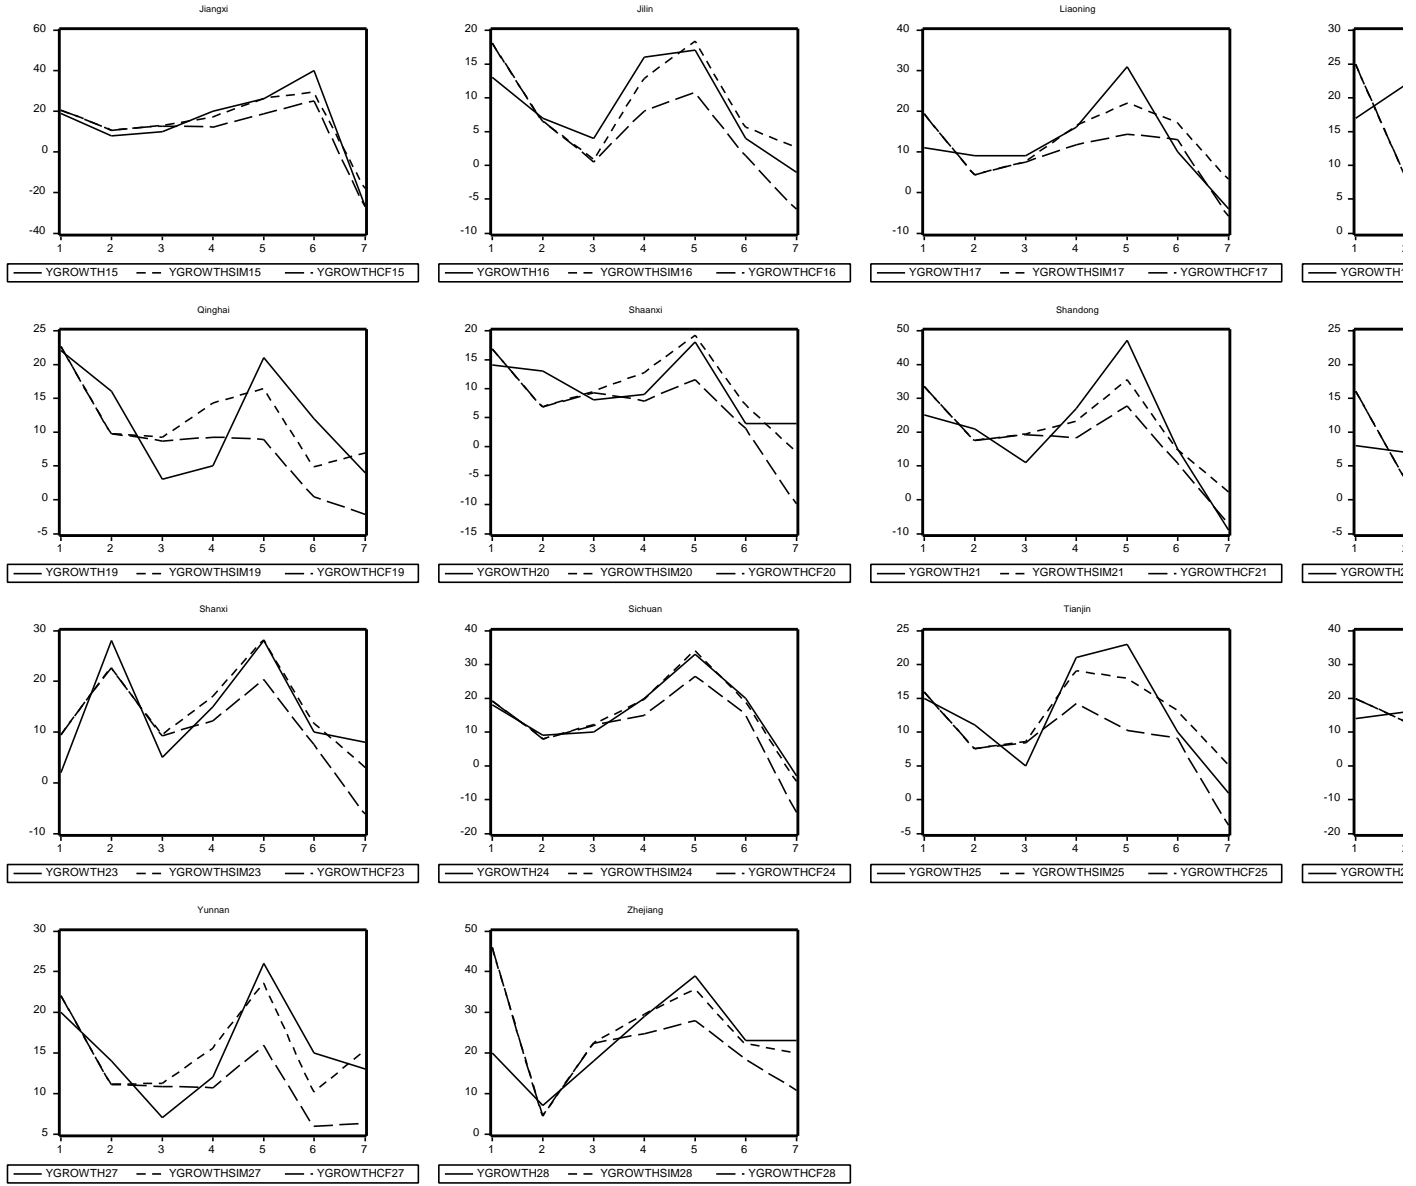 Jiangxi
60
40
20
0
-20
-40
1 2 3 4 5 6 7
YGROWTH15 YGROWTHSIM15 YGROWTHCF15
Jilin
20
15
10
5
0
-5
-10
1 2 3 4 5 6 7
YGROWTH16 YGROWTHSIM16 YGROWTHCF16
Liaoning
40
30
20
10
0
-10
1 2 3 4 5 6 7
YGROWTH17 YGROWTHSIM17 YGROWTHCF17
30
25
20
15
10
5
0
1
Qinghai
25
20
15
10
5
0
-5
1 2 3 4 5 6 7
YGROWTH19 YGROWTHSIM19 YGROWTHCF19
Shaanxi
20
15
10
5
0
-5
-10
-15
1 2 3 4 5 6 7
YGROWTH20 YGROWTHSIM20 YGROWTHCF20
Shandong
50
40
30
20
10
0
-10
1 2 3 4 5 6 7
YGROWTH21 YGROWTHSIM21 YGROWTHCF21
25
20
15
10
5
0
-5
1
Shanxi
30
20
10
0
-10
1 2 3 4 5 6 7
YGROWTH23 YGROWTHSIM23 YGROWTHCF23
Sichuan
40
30
20
10
0
-10
-20
1 2 3 4 5 6 7
YGROWTH24 YGROWTHSIM24 YGROWTHCF24
Tianjin
25
20
15
10
5
0
-5
1 2 3 4 5 6 7
YGROWTH25 YGROWTHSIM25 YGROWTHCF25
40
30
20
10
0
-10
-20
1
Yunnan
30
25
20
15
10
5
1 2 3 4 5 6 7
YGROWTH27 YGROWTHSIM27 YGROWTHCF27
Zhejiang
50
40
30
20
10
0
1 2 3 4 5 6 7
YGROWTH28 YGROWTHSIM28 YGROWTHCF28